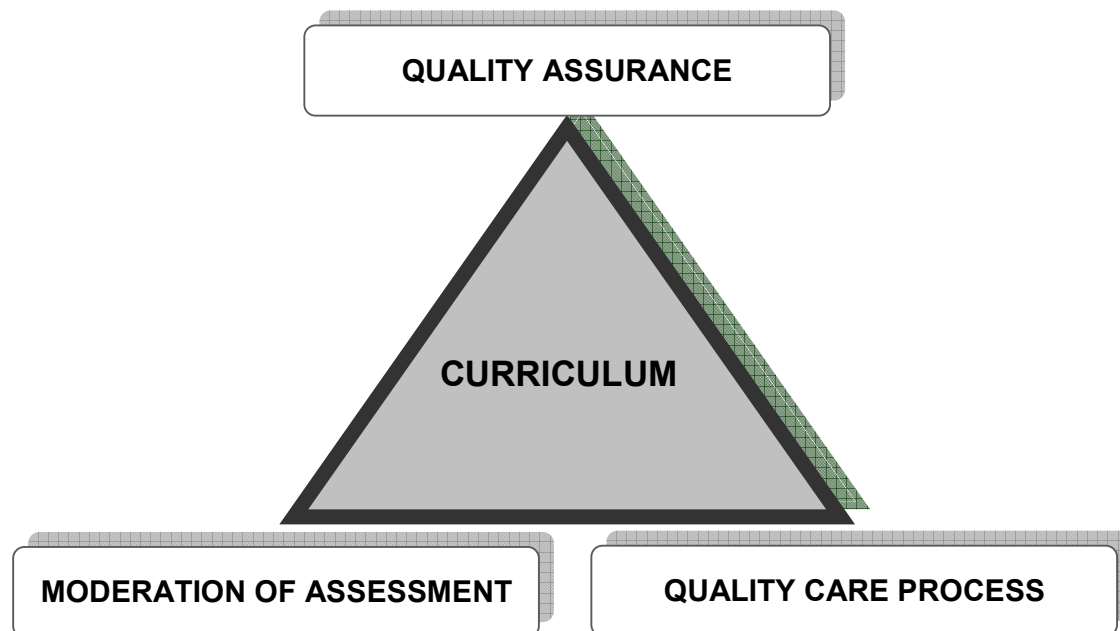 QUALITY ASSURANCE
CURRICULUM
MODERATION OF ASSESSMENT
QUALITY CARE PROCESS